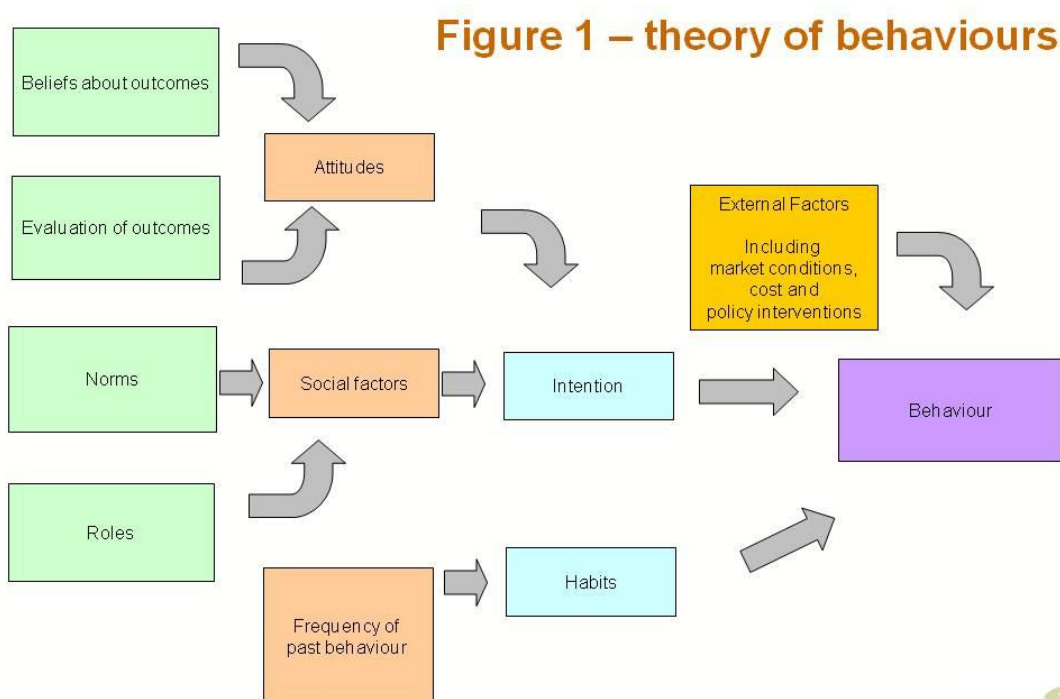 Figure 1 – theory of behaviours
Beliefs about outcomes
Attitudes
Evaluation of outcomes
External Factors
Including
market conditions,
cost and
policy interventions
Norms
Social factors
Intention
Behaviour
Roles
Habits
Frequency of
past behaviour